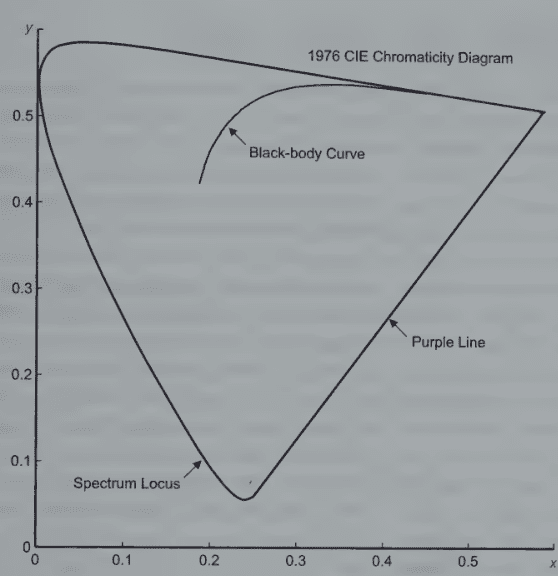 y
1976 CIE Chromaticity Diagram
0.5
Black-body Curve
0.4
0.3
Purple Line
0.2
0.1
Spectrum Locus
0
0 0.1 0.2 0.3 0.4 0.5 x